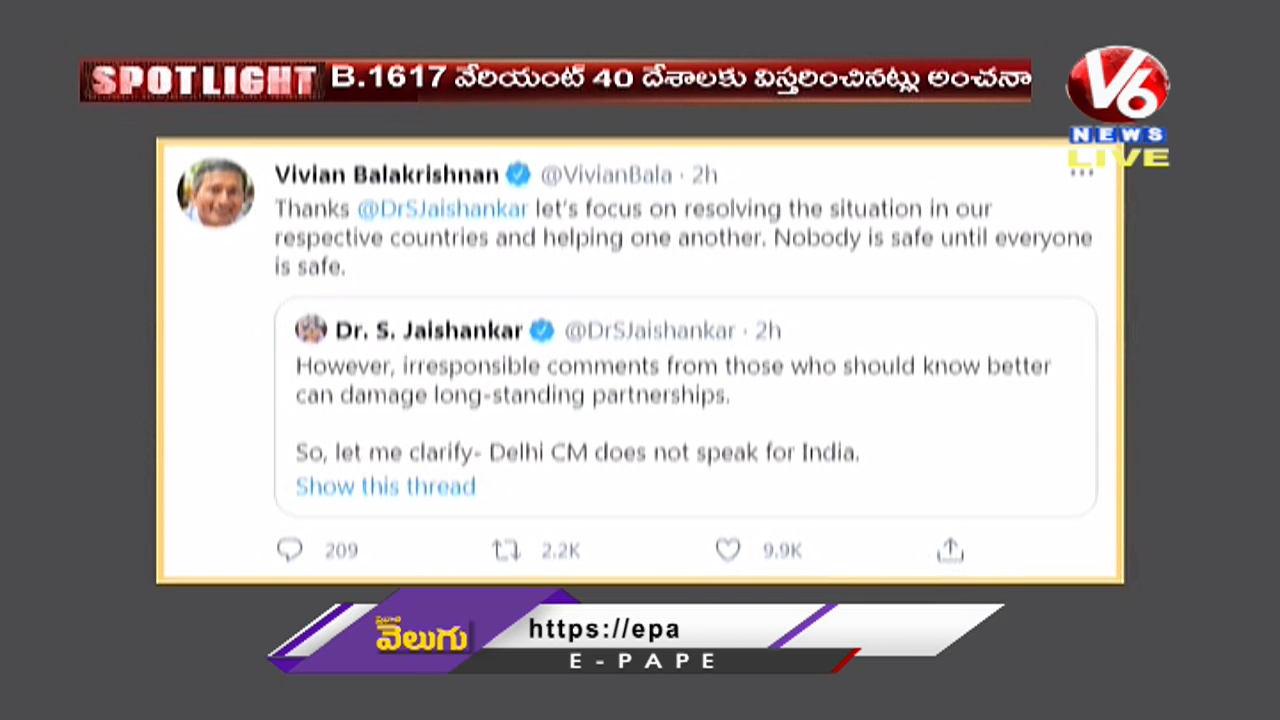 SPOTLIGHT B.1617 వేరియంట్ 40 దేశాలకు విస్తరించినట్లు అంచనా
V6
NEWS
LIVE
Vivian Balakrishnan @VivianBala · 2h
Thanks @DrSJaishankar let's focus on resolving the situation in our
respective countries and helping one another. Nobody is safe until everyone
is safe.
Dr. S. Jaishankar @DrSJaishankar · 2h
However, irresponsible comments from those who should know better
can damage long-standing partnerships.
So, let me clarify- Delhi CM does not speak for India.
Show this thread
209 2.2K 9.9K
వెలుగు https://epa
E-PAPE